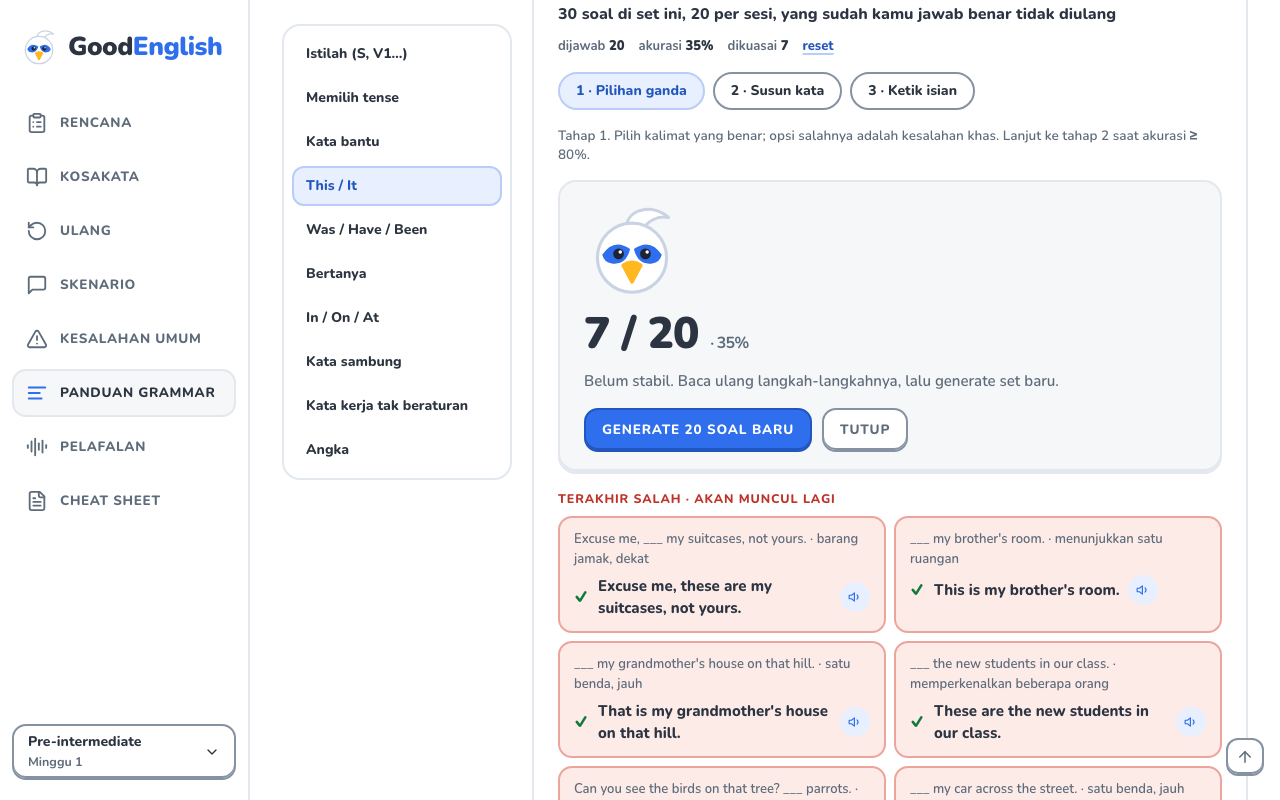 GoodEnglish
RENCANA
KOSAKATA
ULANG
SKENARIO
KESALAHAN UMUM
PANDUAN GRAMMAR
PELAFALAN
CHEAT SHEET
Pre-intermediate
Minggu 1
Istilah (S, V1...)
Memilih tense
Kata bantu
This / It
Was / Have / Been
Bertanya
In / On / At
Kata sambung
Kata kerja tak beraturan
Angka
30 soal di set ini, 20 per sesi, yang sudah kamu jawab benar tidak diulang
dijawab 20 akurasi 35% dikuasai 7 reset
1 · Pilihan ganda 2 · Susun kata 3 · Ketik isian
Tahap 1. Pilih kalimat yang benar; opsi salahnya adalah kesalahan khas. Lanjut ke tahap 2 saat akurasi ≥
80%.
7 / 20 · 35%
Belum stabil. Baca ulang langkah-langkahnya, lalu generate set baru.
GENERATE 20 SOAL BARU TUTUP
TERAKHIR SALAH · AKAN MUNCUL LAGI
Excuse me, ___ my suitcases, not yours. · barang
jamak, dekat
Excuse me, these are my
suitcases, not yours.
___ my brother's room. · menunjukkan satu
ruangan
This is my brother's room.
___ my grandmother's house on that hill. · satu
benda, jauh
That is my grandmother's house
on that hill.
___ the new students in our class. ·
memperkenalkan beberapa orang
These are the new students in
our class.
Can you see the birds on that tree? ___ parrots. ·
___ my car across the street. · satu benda, jauh